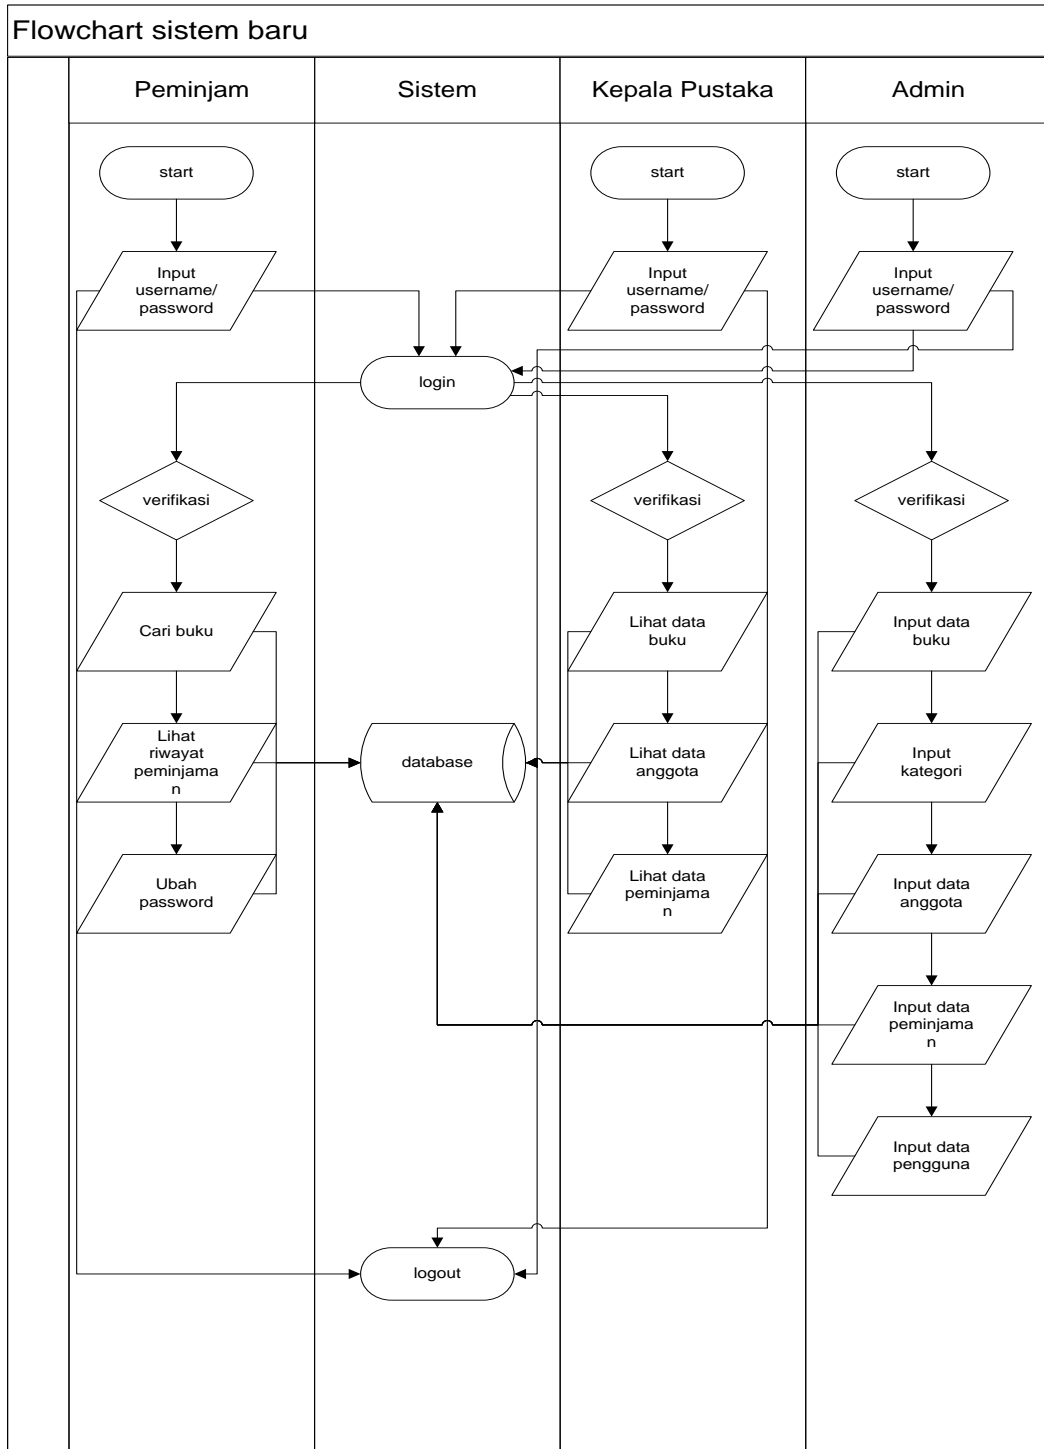 Flowchart sistem baru
Peminjam
Sistem
Kepala Pustaka
Admin
start
start
start
Input
username/
password
Input
username/
password
Input
username/
password
login
verifikasi
verifikasi
verifikasi
Cari buku
Lihat data
buku
Input data
buku
Lihat
riwayat
peminjama
n
database
Lihat data
anggota
Input
kategori
Ubah
password
Lihat data
peminjama
n
Input data
anggota
Input data
peminjama
n
Input data
pengguna
logout